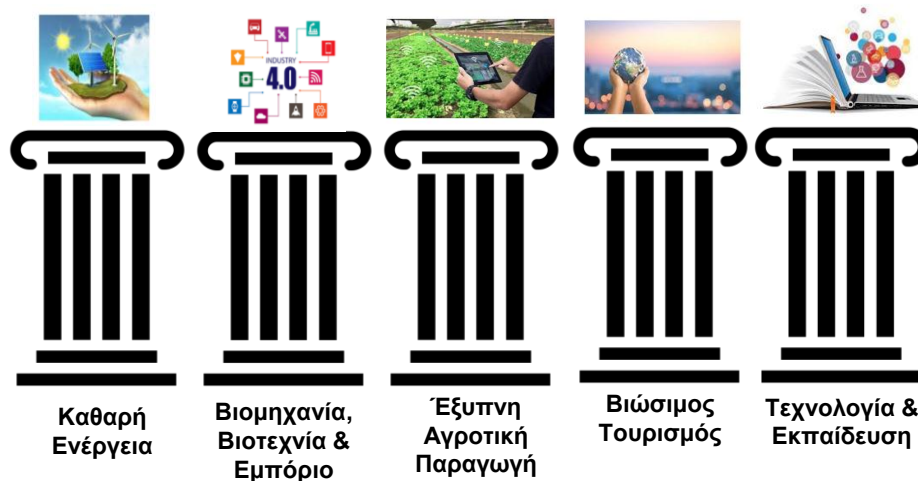 INDUSTRY
4.0
Καθαρή
Ενέργεια
Βιομηχανία,
Βιοτεχνία &
Εμπόριο
Έξυπνη
Αγροτική
Παραγωγή
Βιώσιμος
Τουρισμός
Τεχνολογία &
Εκπαίδευση